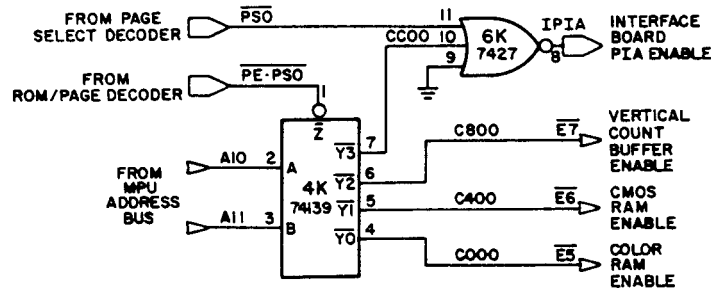 FROM PAGE
SELECT DECODER
PS0
11
CC00
10
9
6K
7427
8
IPIA
INTERFACE
BOARD
PIA ENABLE
FROM
ROM/PAGE DECODER
PE·PS0
1
Z
FROM
MPU
ADDRESS
BUS
A10
2
A
A11
3
B
4K
74139
Y3
7
Y2
6
Y1
5
Y0
4
C800
E7
VERTICAL
COUNT
BUFFER
ENABLE
C400
E6
CMOS
RAM
ENABLE
C000
E5
COLOR
RAM
ENABLE